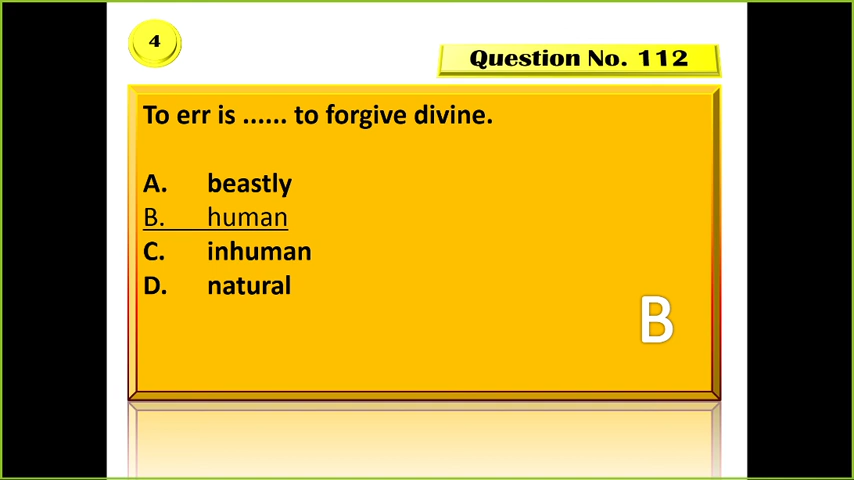 4
Question No. 112
To err is ...... to forgive divine.
A. beastly
B. human
C. inhuman
D. natural
B